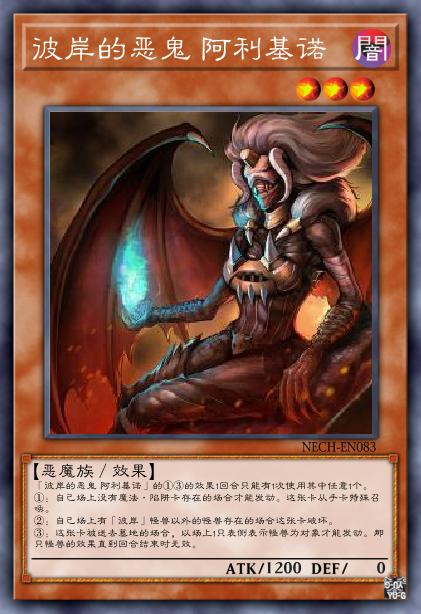 彼岸的恶鬼 阿利基诺
闇
NECH-EN083
【恶魔族/效果】
「彼岸的恶鬼 阿利基诺」的①③的效果1回合只能有1次使用其中任意1个。
①：自己场上没有魔法·陷阱卡存在的场合才能发动。这张卡从手卡特殊召
唤。
②：自己场上有「彼岸」怪兽以外的怪兽存在的场合这张卡破坏。
③：这张卡被送去墓地的场合，以场上1只表侧表示怪兽为对象才能发动。那
只怪兽的效果直到回合结束时无效。
ATK/1200 DEF/ 0